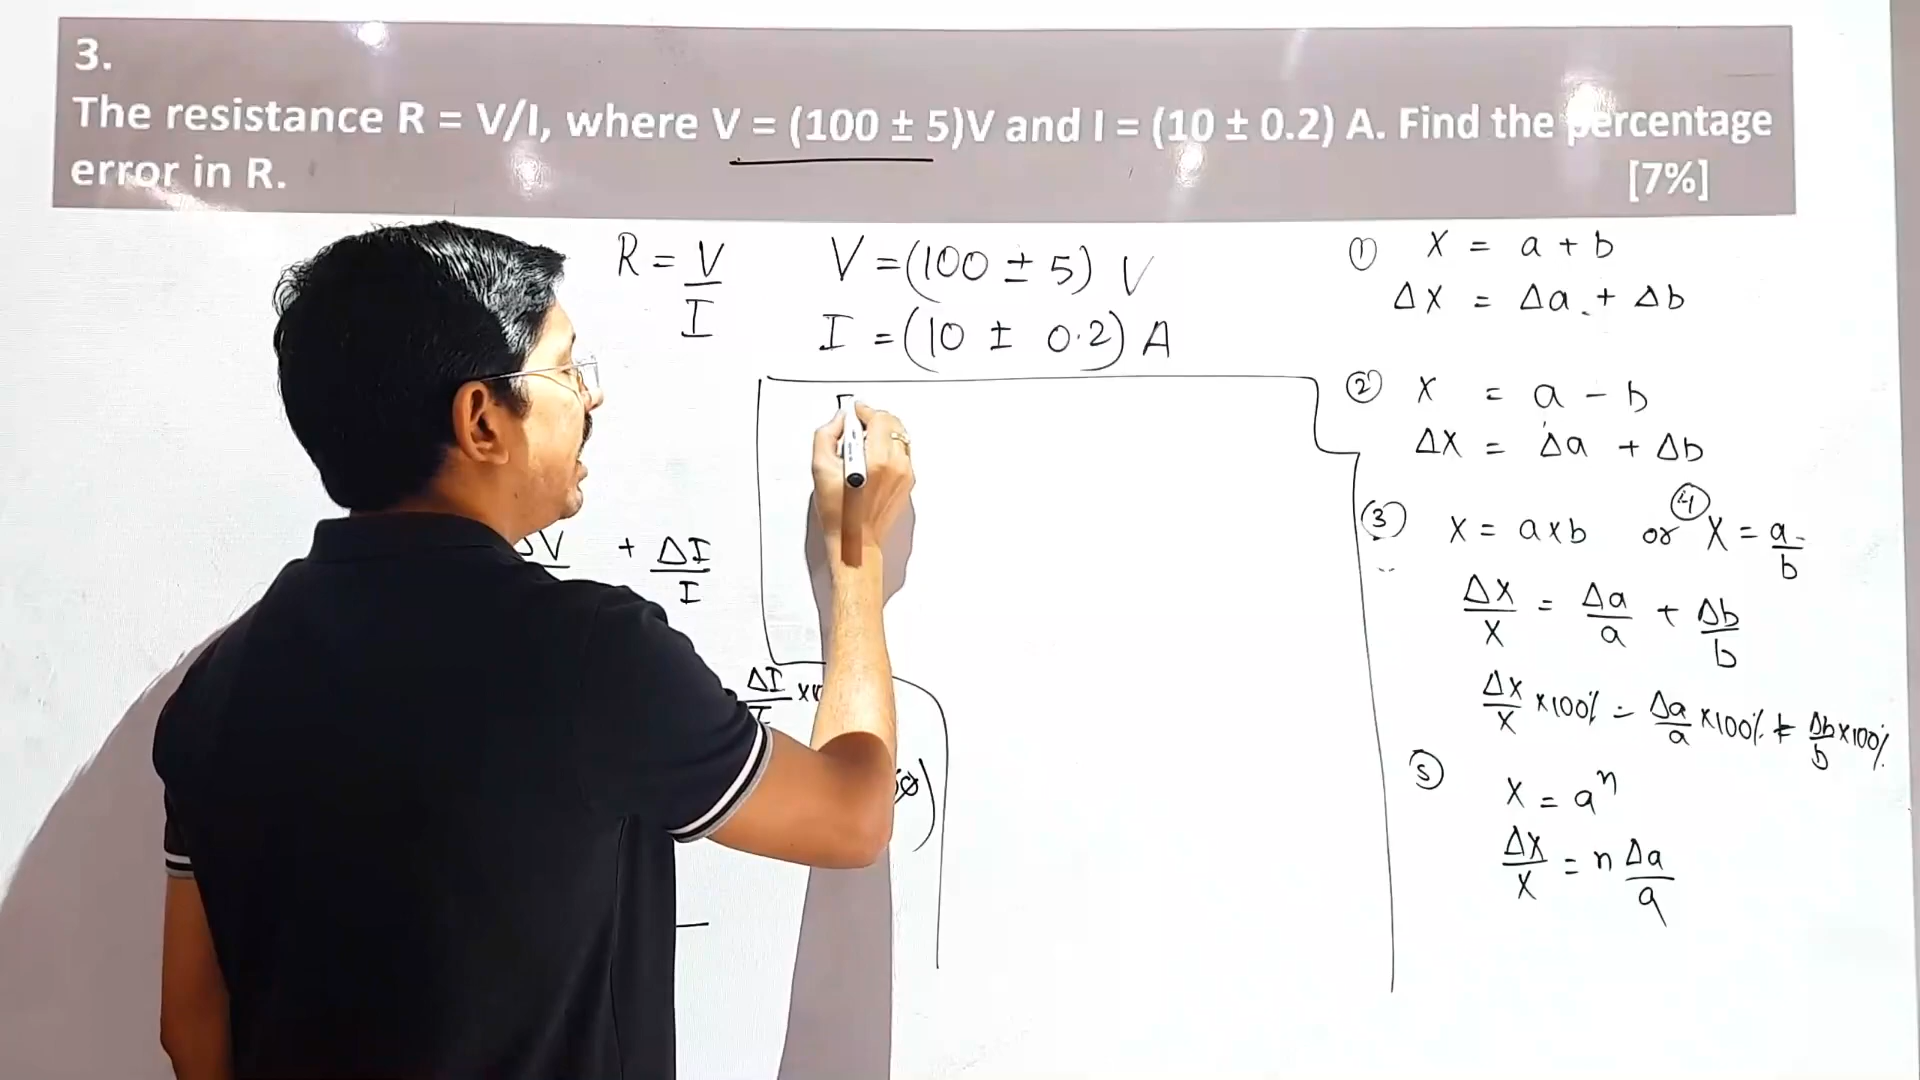 3.
The resistance R = V/I, where V = (100 ± 5)V and I = (10 ± 0.2) A. Find the percentage
error in R. [7%]
R = V/I
V = (100 ± 5) V
I = (10 ± 0.2) A
ΔV + ΔI/I
ΔI/I ×
① X = a + b
ΔX = Δa + Δb
② X = a - b
ΔX = Δa + Δb
③ X = a×b or ④ X = a/b
ΔX/X = Δa/a + Δb/b
ΔX/X ×100% = Δa/a ×100% + Δb/b ×100%
⑤ X = aⁿ
ΔX/X = n Δa/a